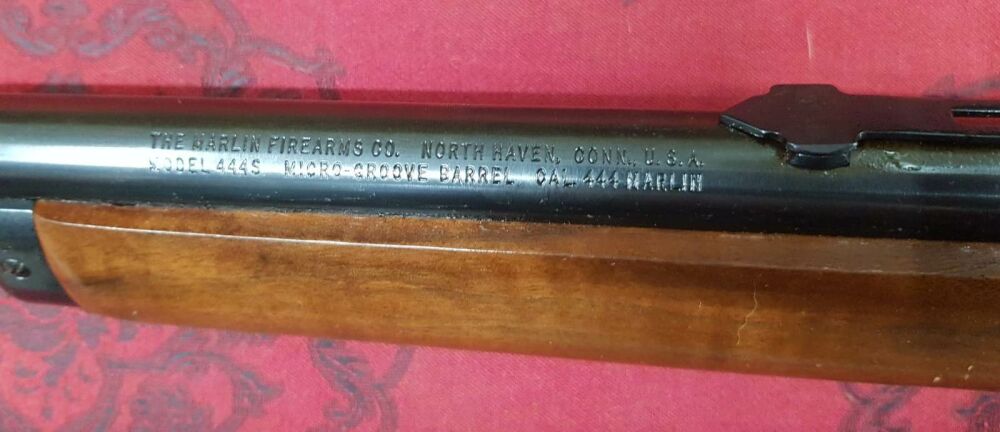 THE MARLIN FIREARMS CO. NORTH HAVEN, CONN., U.S.A.
MODEL 444S MICRO-GROOVE BARREL CAL. 444 MARLIN